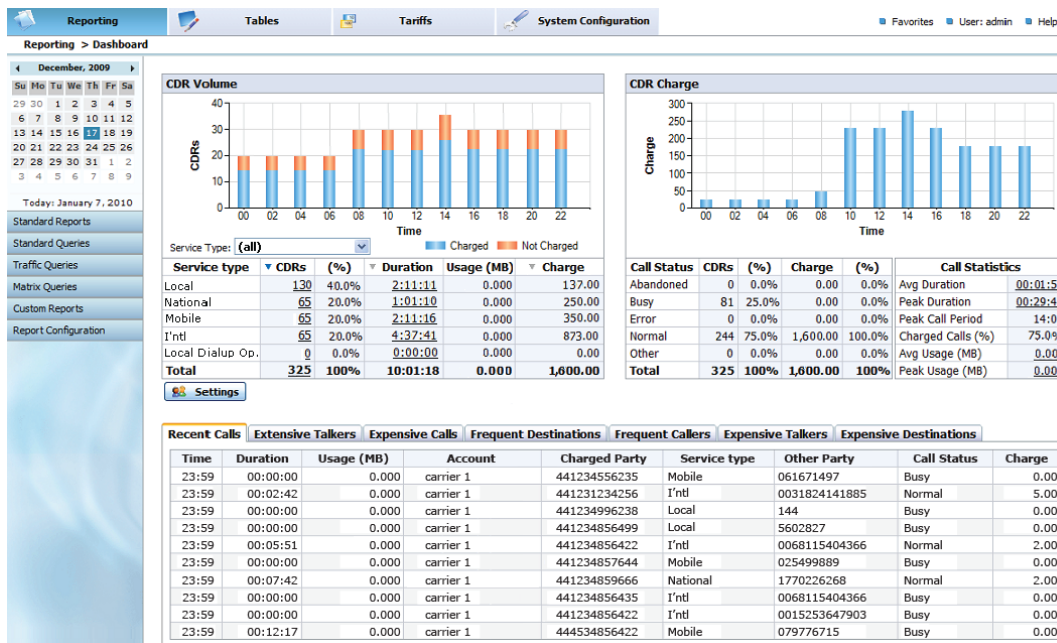 Reporting Tables Tariffs System Configuration Favorites User: admin Help
Reporting > Dashboard
December, 2009
Su Mo Tu We Th Fr Sa
29 30 1 2 3 4 5
6 7 8 9 10 11 12
13 14 15 16 17 18 19
20 21 22 23 24 25 26
27 28 29 30 31 1 2
3 4 5 6 7 8 9
Today: January 7, 2010
Standard Reports
Standard Queries
Traffic Queries
Matrix Queries
Custom Reports
Report Configuration
CDR Volume
CDRs
40
30
20
10
0
00 02 04 06 08 10 12 14 16 18 20 22
Time
Service Type: (all) Charged Not Charged
Service type CDRs (%) Duration Usage (MB) Charge
Local 130 40.0% 2:11:11 0.000 137.00
National 65 20.0% 1:01:10 0.000 250.00
Mobile 65 20.0% 2:11:16 0.000 350.00
I'ntl 65 20.0% 4:37:41 0.000 873.00
Local Dialup Op. 0 0.0% 0:00:00 0.000 0.00
Total 325 100% 10:01:18 0.000 1,600.00
Settings
CDR Charge
Charge
300
250
200
150
100
50
0
00 02 04 06 08 10 12 14 16 18 20 22
Time
Call Status CDRs (%) Charge (%) Call Statistics
Abandoned 0 0.0% 0.00 0.0% Avg Duration 00:01:5
Busy 81 25.0% 0.00 0.0% Peak Duration 00:29:4
Error 0 0.0% 0.00 0.0% Peak Call Period 14:0
Normal 244 75.0% 1,600.00 100.0% Charged Calls (%) 75.0%
Other 0 0.0% 0.00 0.0% Avg Usage (MB) 0.00
Total 325 100% 1,600.00 100% Peak Usage (MB) 0.00
Recent Calls Extensive Talkers Expensive Calls Frequent Destinations Frequent Callers Expensive Talkers Expensive Destinations
Time Duration Usage (MB) Account Charged Party Service type Other Party Call Status Charge
23:59 00:00:00 0.000 carrier 1 441234556235 Mobile 061671497 Busy 0.00
23:59 00:02:42 0.000 carrier 1 441231234256 I'ntl 0031824141885 Normal 5.00
23:59 00:00:00 0.000 carrier 1 441234996238 Local 144 Busy 0.00
23:59 00:00:00 0.000 carrier 1 441234856499 Local 5602827 Busy 0.00
23:59 00:05:51 0.000 carrier 1 441234856422 I'ntl 0068115404366 Normal 2.00
23:59 00:00:00 0.000 carrier 1 441234857644 Mobile 025499889 Busy 0.00
23:59 00:07:42 0.000 carrier 1 441234859666 National 1770226268 Normal 2.00
23:59 00:00:00 0.000 carrier 1 441234856435 I'ntl 0068115404366 Busy 0.00
23:59 00:00:00 0.000 carrier 1 441234856422 I'ntl 0015253647903 Busy 0.00
23:59 00:12:17 0.000 carrier 1 444534856422 Mobile 079776715 Busy 0.00